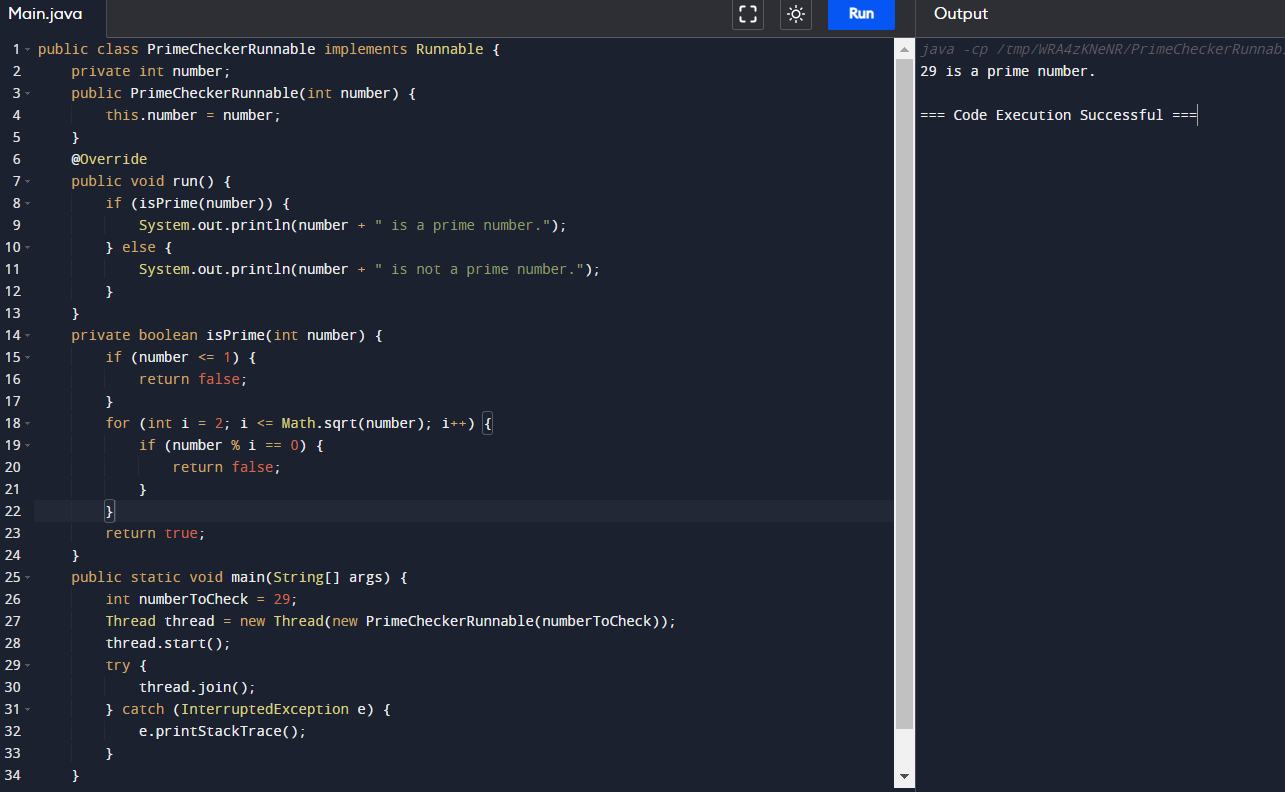 Main.java
Run
Output
1 public class PrimeCheckerRunnable implements Runnable {
2     private int number;
3     public PrimeCheckerRunnable(int number) {
4         this.number = number;
5     }
6     @Override
7     public void run() {
8         if (isPrime(number)) {
9             System.out.println(number + " is a prime number.");
10         } else {
11             System.out.println(number + " is not a prime number.");
12         }
13     }
14     private boolean isPrime(int number) {
15         if (number <= 1) {
16             return false;
17         }
18         for (int i = 2; i <= Math.sqrt(number); i++) {
19             if (number % i == 0) {
20                 return false;
21             }
22         }
23         return true;
24     }
25     public static void main(String[] args) {
26         int numberToCheck = 29;
27         Thread thread = new Thread(new PrimeCheckerRunnable(numberToCheck));
28         thread.start();
29         try {
30             thread.join();
31         } catch (InterruptedException e) {
32             e.printStackTrace();
33         }
34     }
java -cp /tmp/WRA4zKNeNR/PrimeCheckerRunnab
29 is a prime number.
=== Code Execution Successful ===